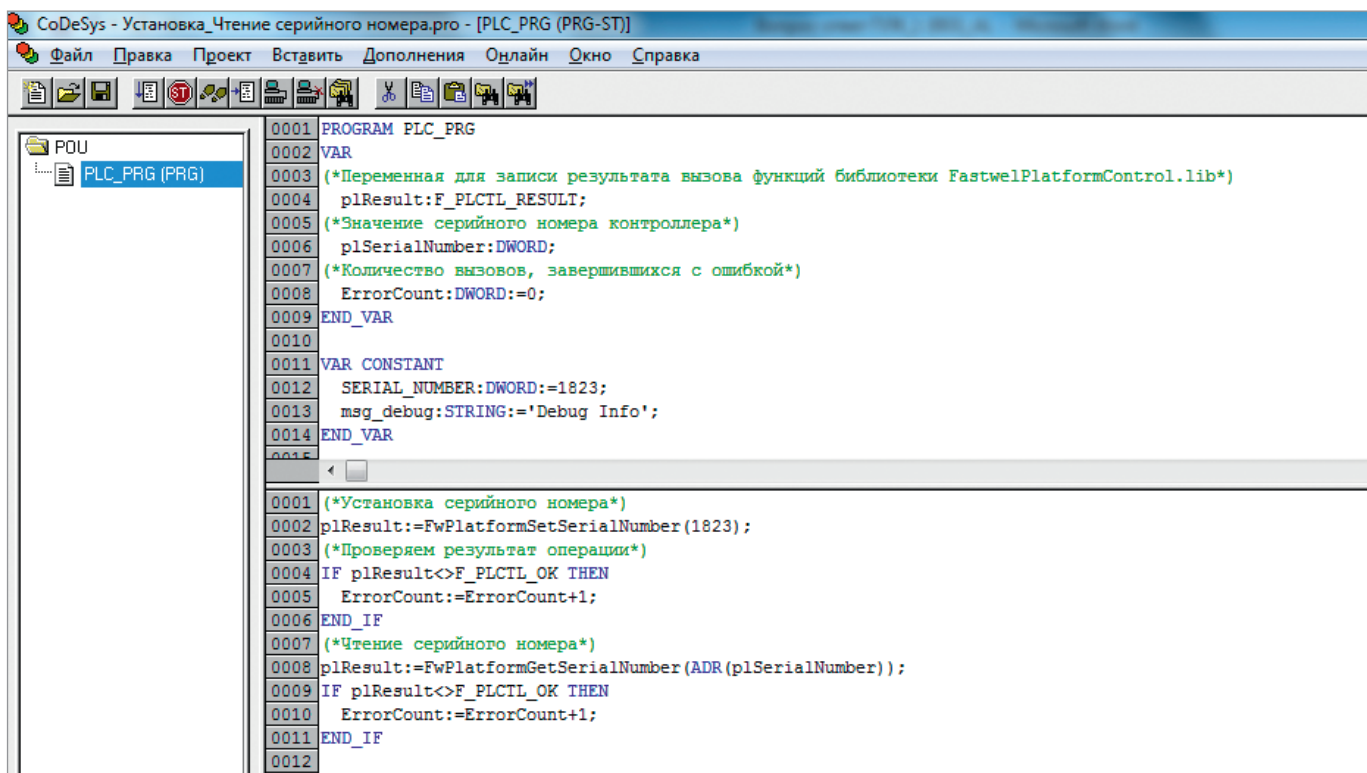 CoDeSys - Установка_Чтение серийного номера.pro - [PLC_PRG (PRG-ST)]
Файл Правка Проект Вставить Дополнения Онлайн Окно Справка
POU
PLC_PRG (PRG)
0001 PROGRAM PLC_PRG
0002 VAR
0003 (*Переменная для записи результата вызова функций библиотеки FastwelPlatformControl.lib*)
0004 plResult:F_PLCTL_RESULT;
0005 (*Значение серийного номера контроллера*)
0006 plSerialNumber:DWORD;
0007 (*Количество вызовов, завершившихся с ошибкой*)
0008 ErrorCount:DWORD:=0;
0009 END_VAR
0010
0011 VAR CONSTANT
0012 SERIAL_NUMBER:DWORD:=1823;
0013 msg_debug:STRING:='Debug Info';
0014 END_VAR
0015
0001 (*Установка серийного номера*)
0002 plResult:=FwPlatformSetSerialNumber(1823);
0003 (*Проверяем результат операции*)
0004 IF plResult<>F_PLCTL_OK THEN
0005 ErrorCount:=ErrorCount+1;
0006 END_IF
0007 (*Чтение серийного номера*)
0008 plResult:=FwPlatformGetSerialNumber(ADR(plSerialNumber));
0009 IF plResult<>F_PLCTL_OK THEN
0010 ErrorCount:=ErrorCount+1;
0011 END_IF
0012